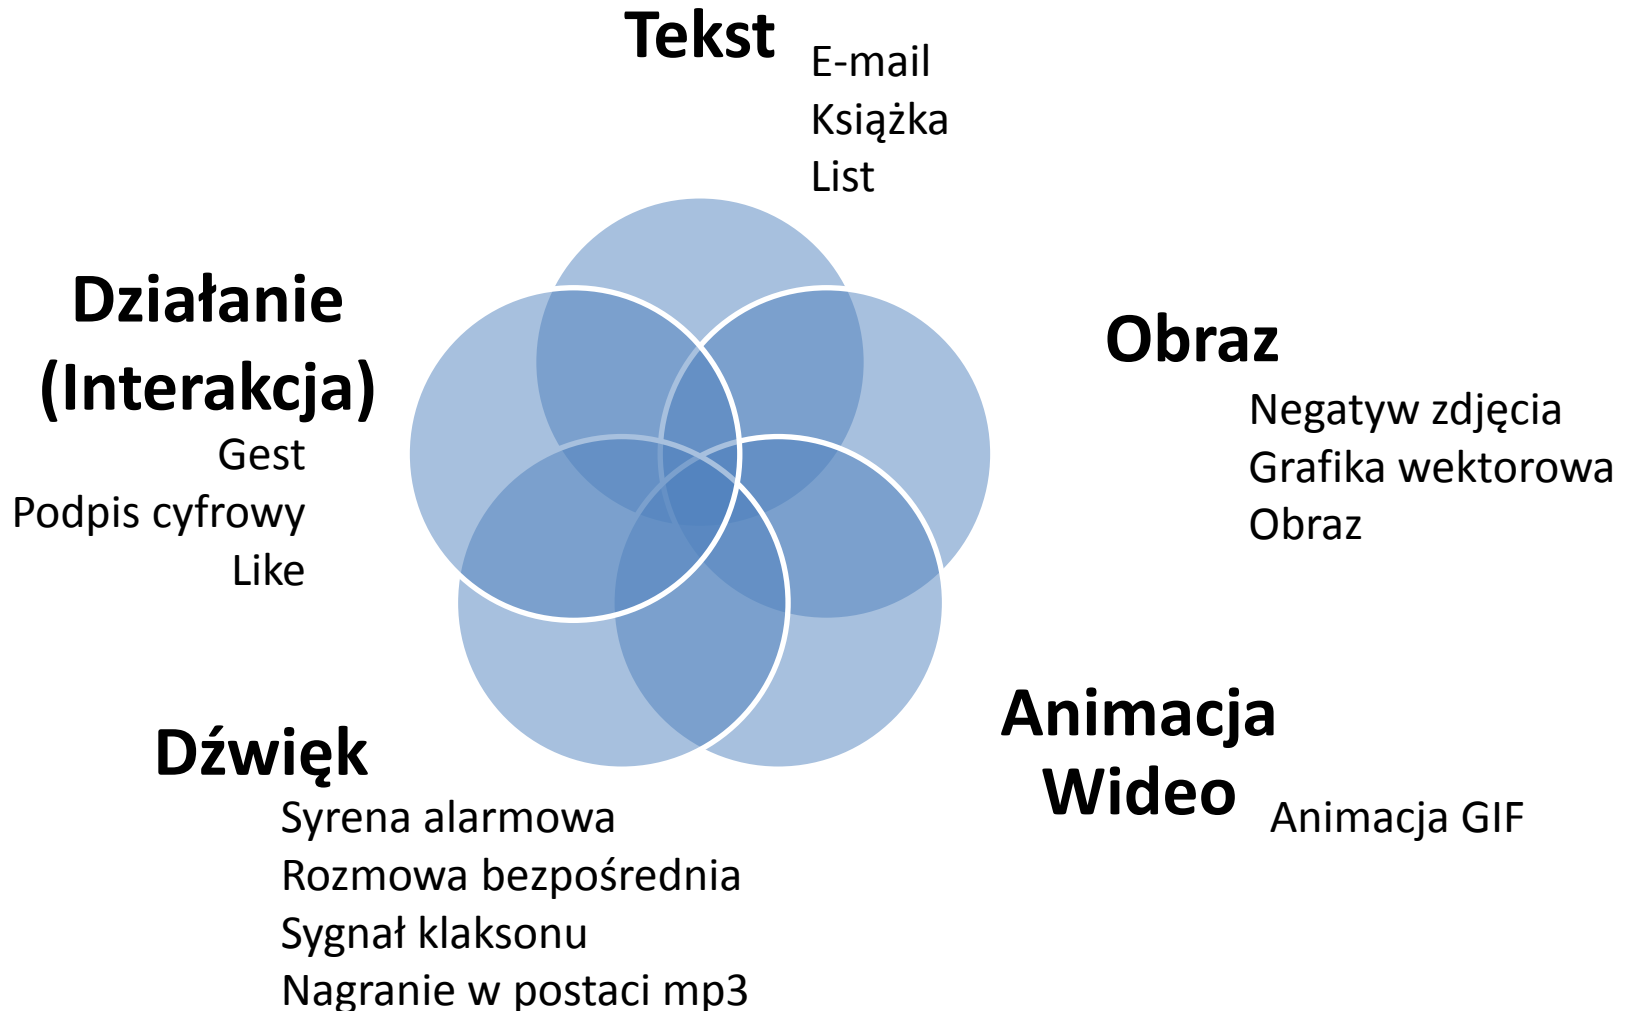 Tekst
E-mail
Książka
List
Działanie
(Interakcja)
Gest
Podpis cyfrowy
Like
Obraz
Negatyw zdjęcia
Grafika wektorowa
Obraz
Dźwięk
Syrena alarmowa
Rozmowa bezpośrednia
Sygnał klaksonu
Nagranie w postaci mp3
Animacja
Wideo
Animacja GIF